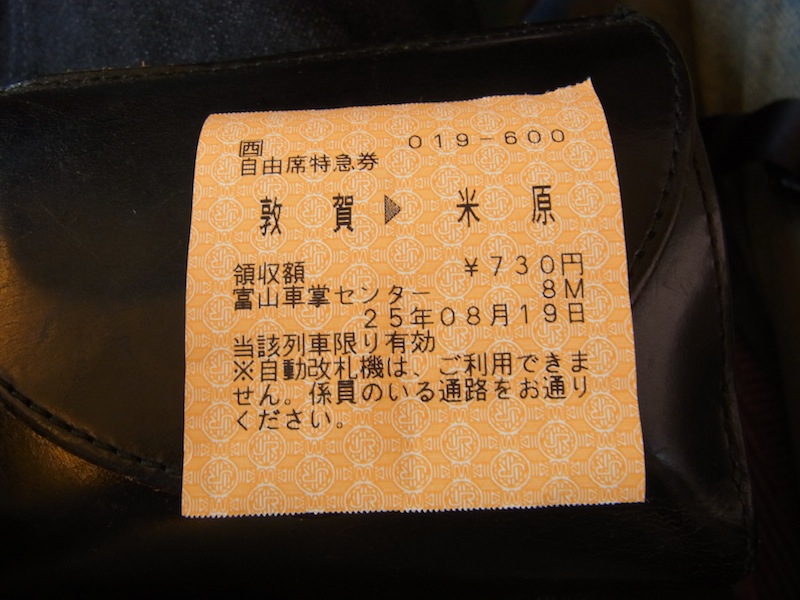 西 019-600
自由席特急券
敦賀▶米原
領収額 ¥730円
富山車掌センター 8M
25年08月19日
当該列車限り有効
※自動改札機は、ご利用できま
せん。係員のいる通路をお通り
ください。